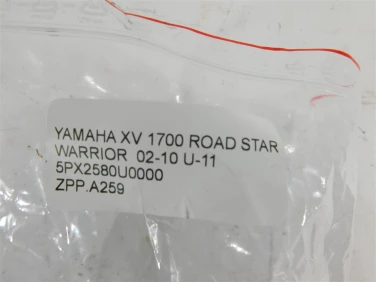 YAMAHA XV 1700 ROAD STAR
WARRIOR 02-10 U-11
5PX2580U0000
ZPP.A259